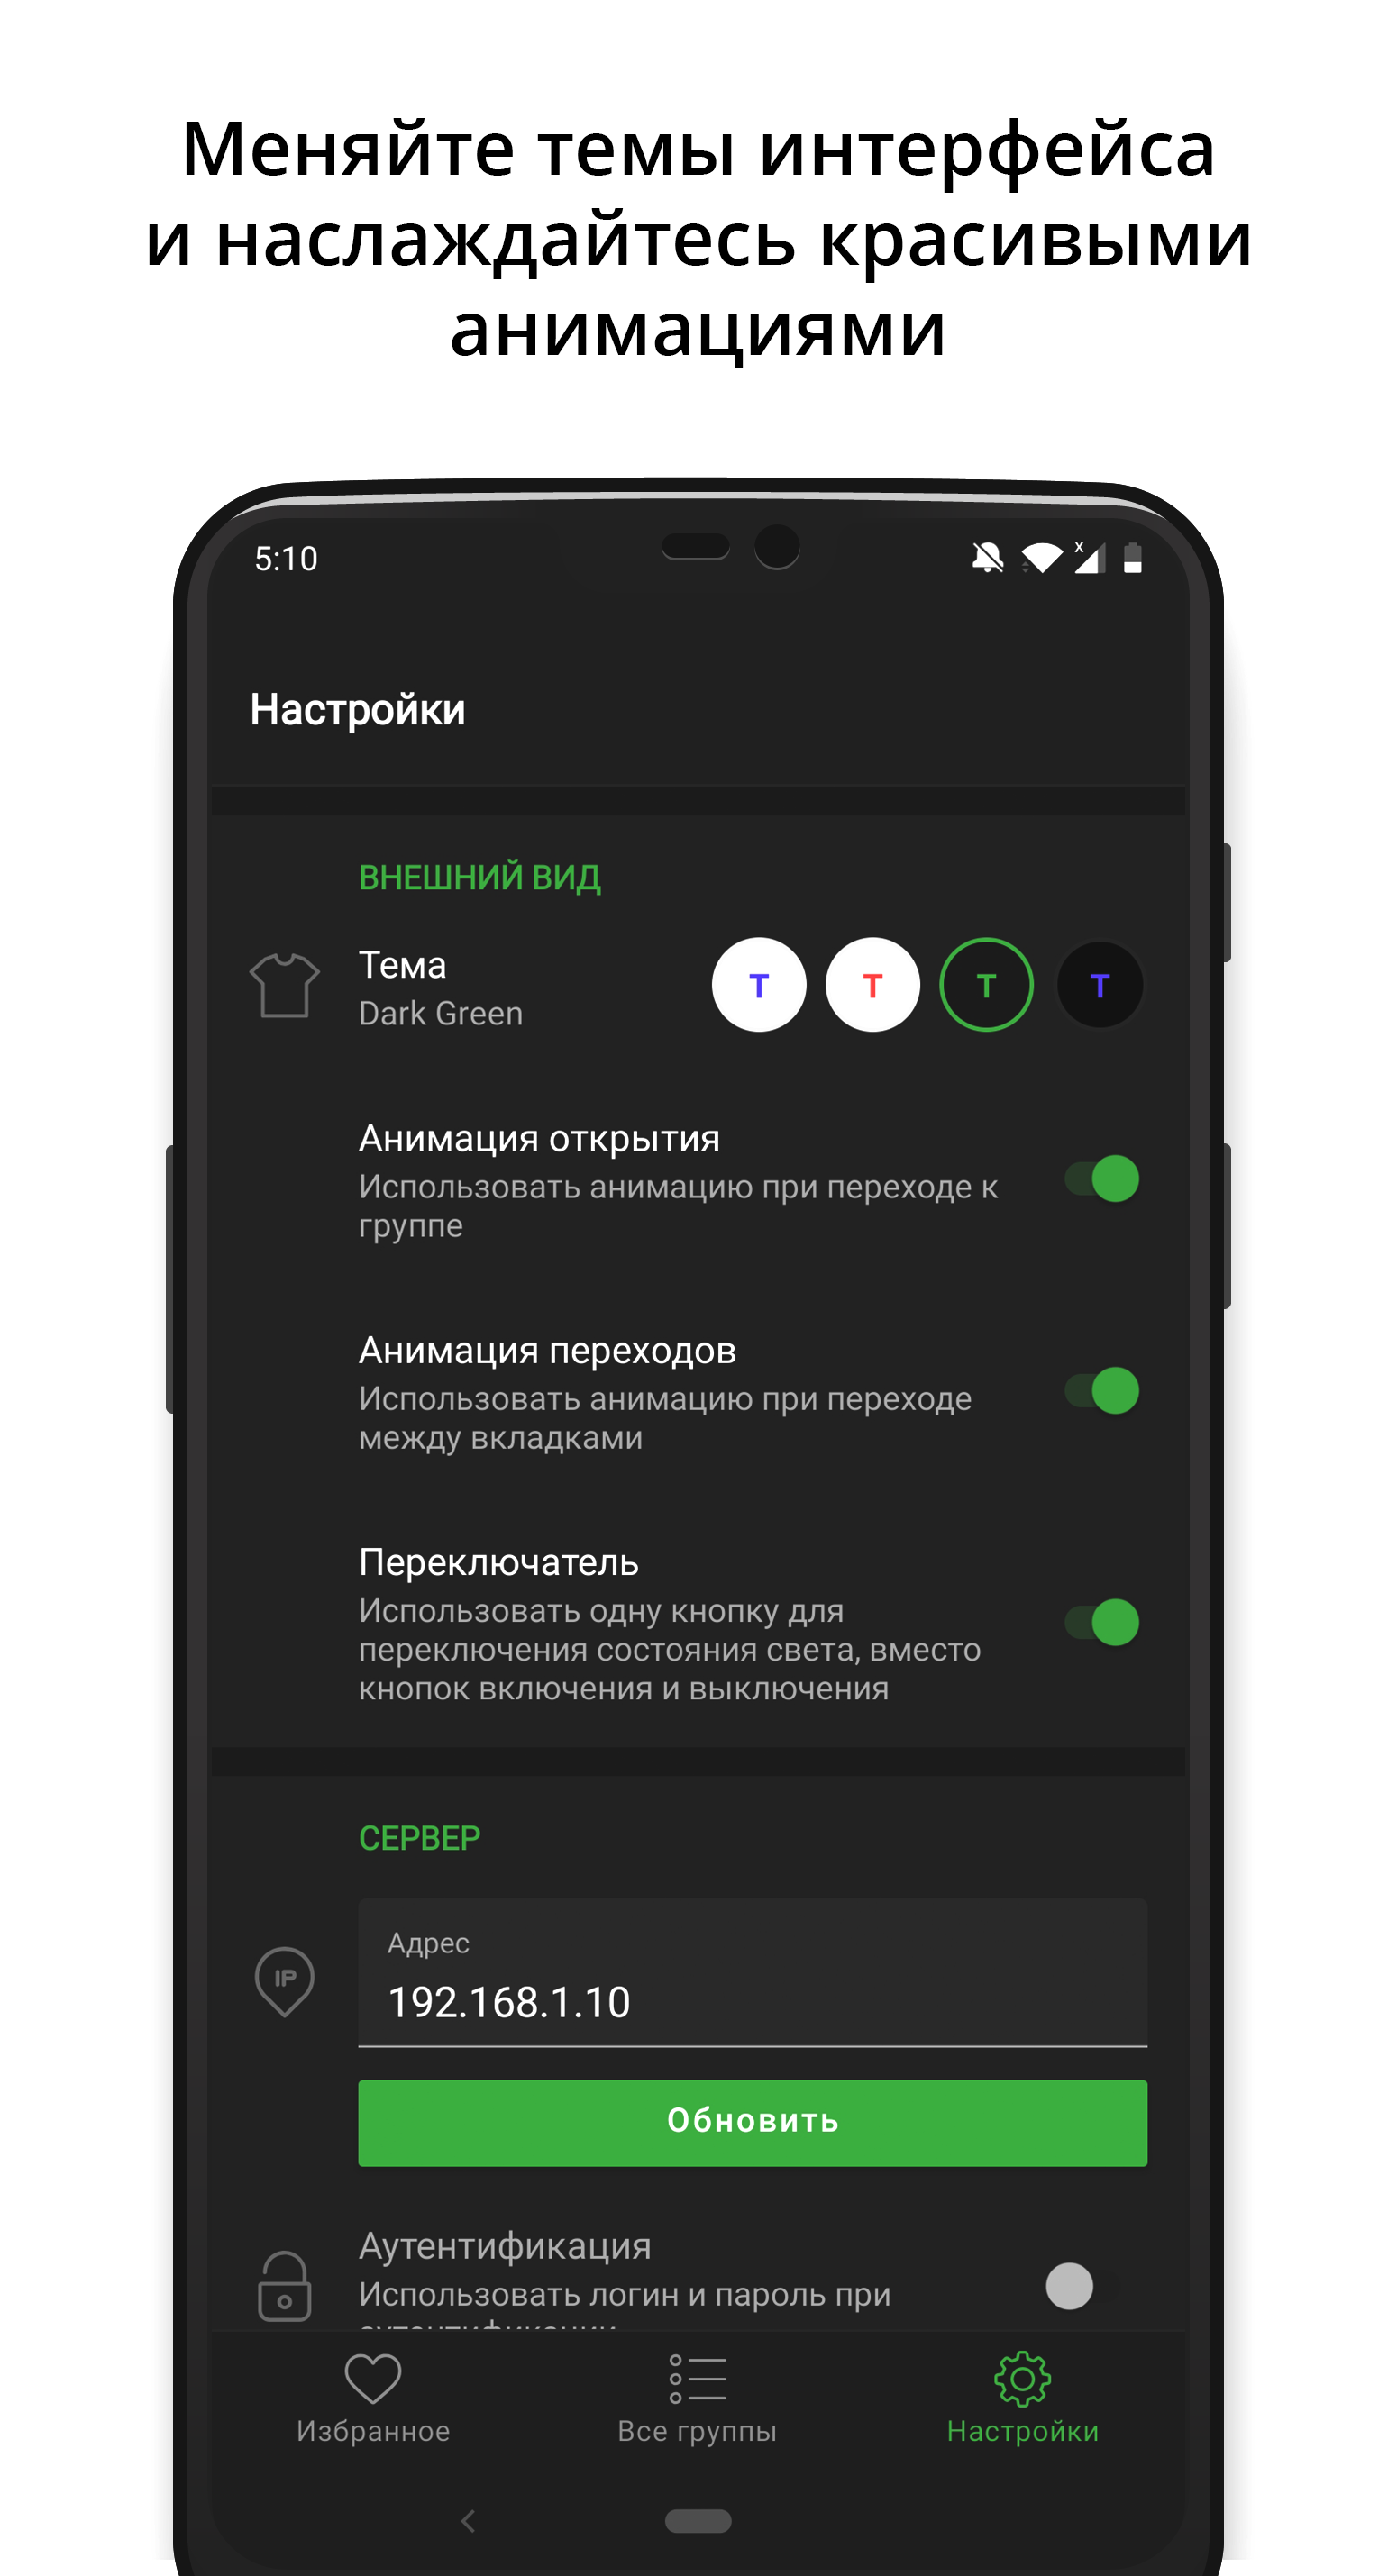 Меняйте темы интерфейса
и наслаждайтесь красивыми
анимациями
5:10
x
Настройки
ВНЕШНИЙ ВИД
Тема
Dark Green
T T T T
Анимация открытия
Использовать анимацию при переходе к
группе
Анимация переходов
Использовать анимацию при переходе
между вкладками
Переключатель
Использовать одну кнопку для
переключения состояния света, вместо
кнопок включения и выключения
СЕРВЕР
Адрес
IP
192.168.1.10
Обновить
Аутентификация
Использовать логин и пароль при
Избранное
Все группы
Настройки